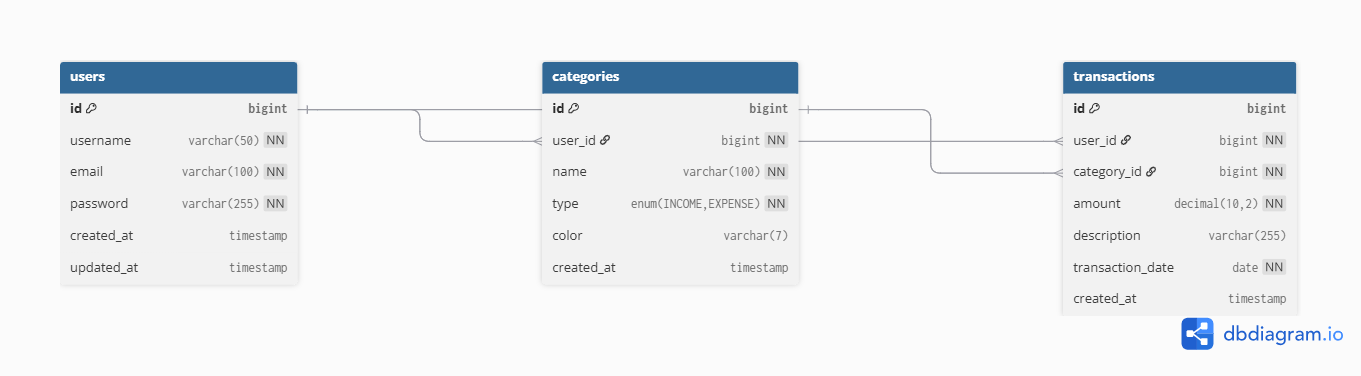 users
id bigint
username varchar(50) NN
email varchar(100) NN
password varchar(255) NN
created_at timestamp
updated_at timestamp
categories
id bigint
user_id bigint NN
name varchar(100) NN
type enum(INCOME,EXPENSE) NN
color varchar(7)
created_at timestamp
transactions
id bigint
user_id bigint NN
category_id bigint NN
amount decimal(10,2) NN
description varchar(255)
transaction_date date NN
created_at timestamp
dbdiagram.io